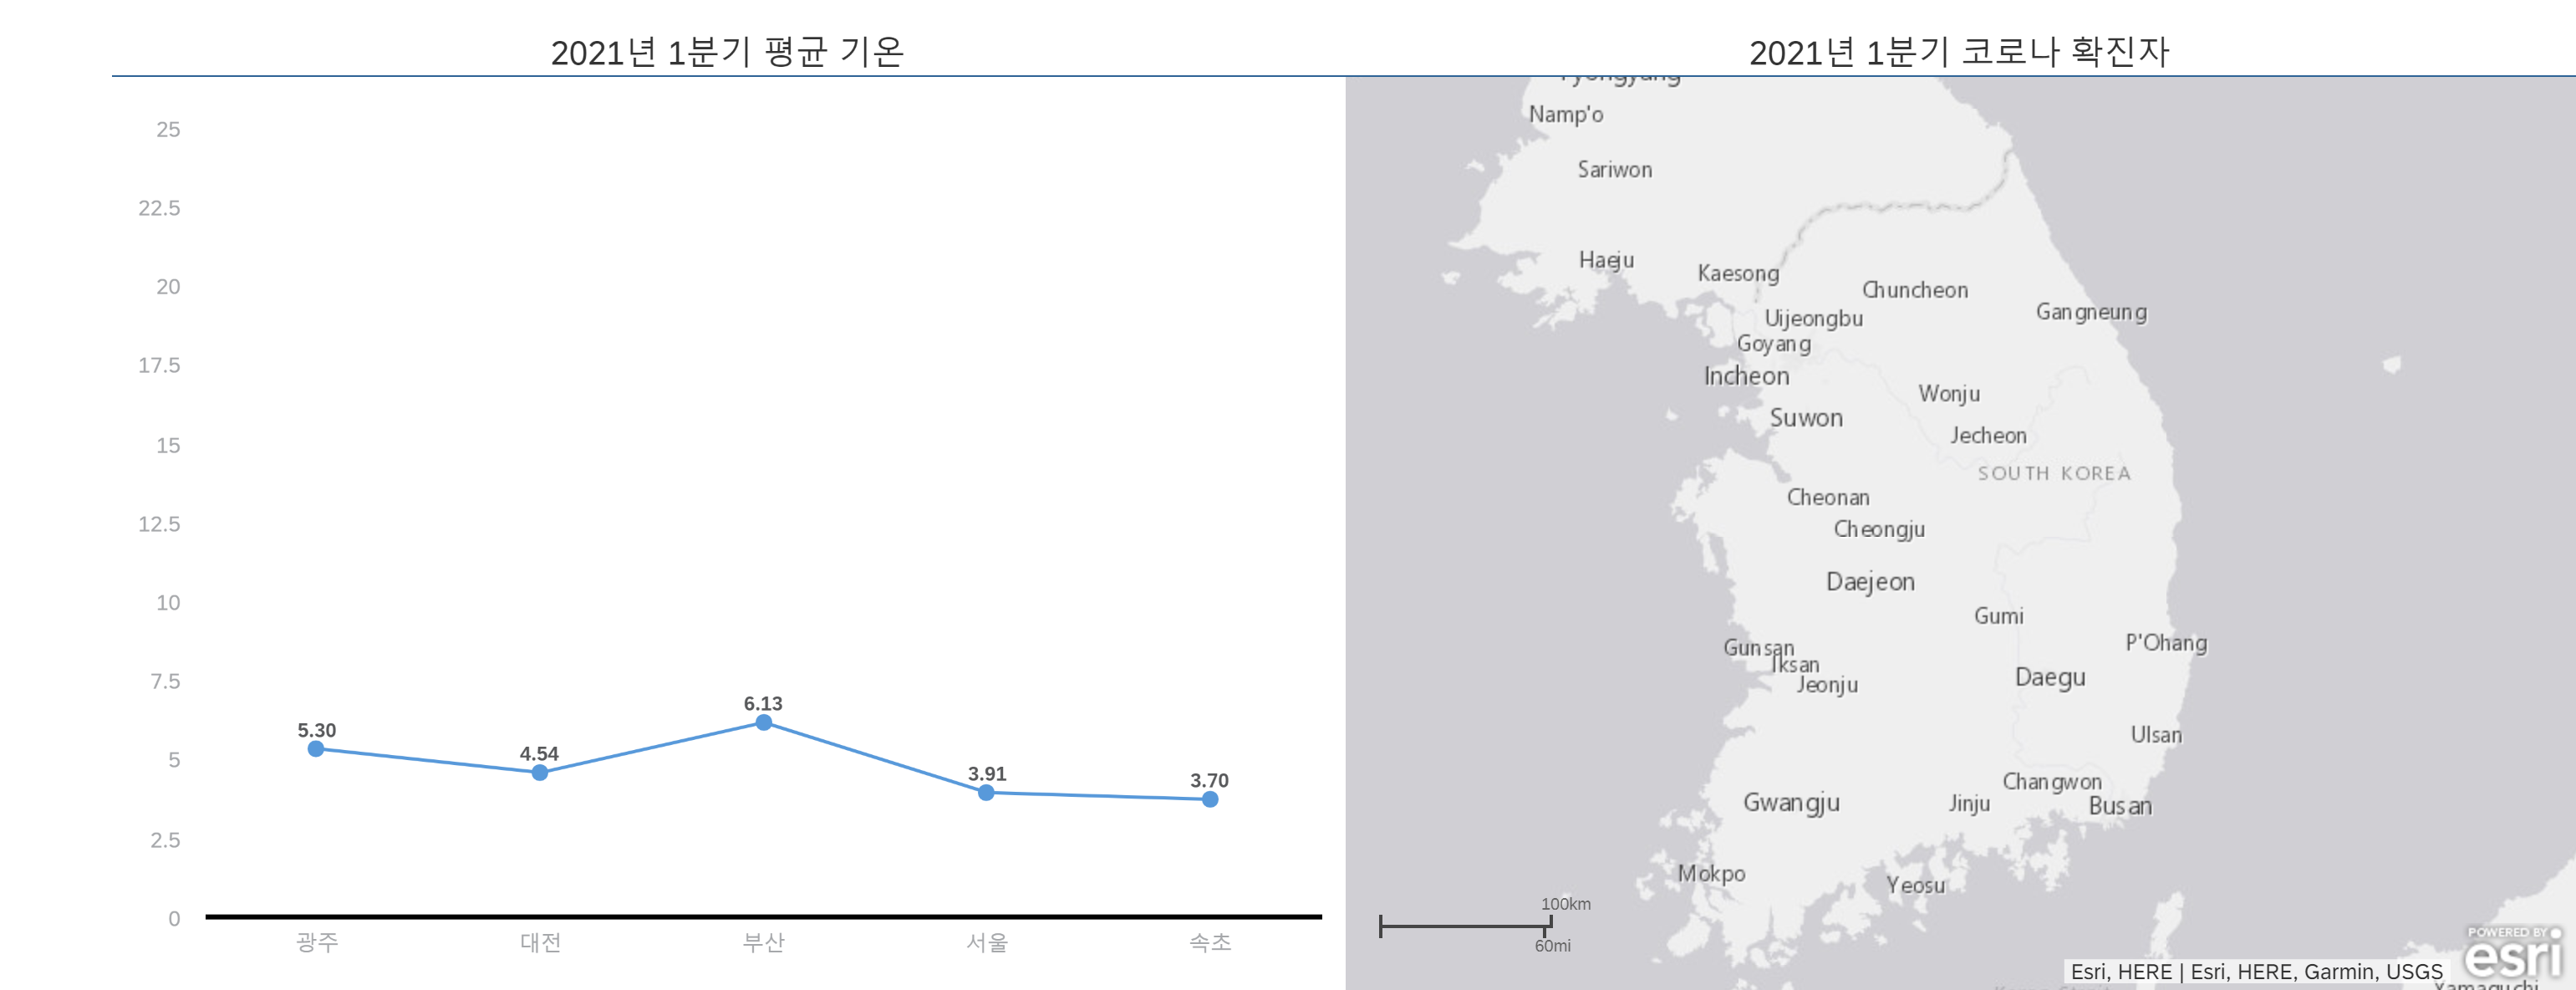 2021년 1분기 평균 기온
25
22.5
20
17.5
15
12.5
10
7.5
5
2.5
0
5.30
4.54
6.13
3.91
3.70
광주
대전
부산
서울
속초
2021년 1분기 코로나 확진자
Namp'o
Sariwon
Haeju
Kaesong
Chuncheon
Gangneung
Uijeongbu
Goyang
Incheon
Wonju
Suwon
Jecheon
SOUTH KOREA
Cheonan
Cheongju
Daejeon
Gumi
Gunsan
P'Ohang
Iksan
Jeonju
Daegu
Ulsan
Changwon
Gwangju
Jinju
Busan
Mokpo
Yeosu
100km
60mi
POWERED BY
esri
Esri, HERE | Esri, HERE, Garmin, USGS